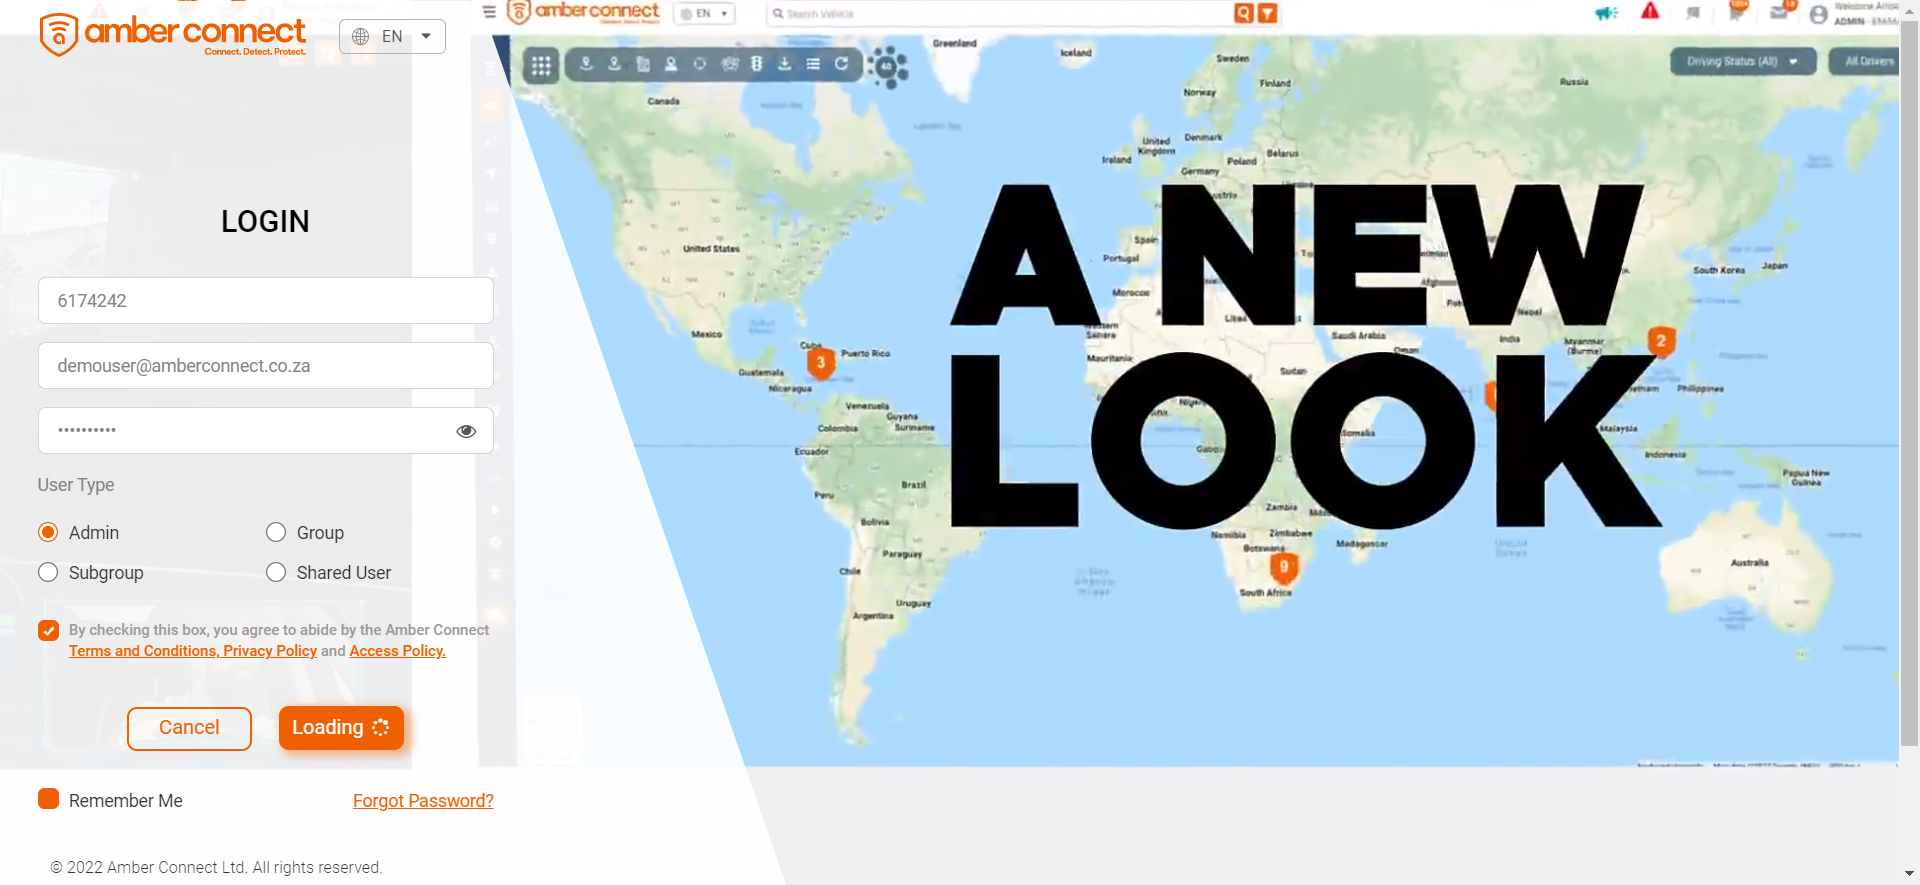 amber connect
Connect. Detect. Protect.
EN
LOGIN
6174242
demouser@amberconnect.co.za
User Type
Admin
Group
Subgroup
Shared User
By checking this box, you agree to abide by the Amber Connect
Terms and Conditions, Privacy Policy and Access Policy.
Cancel
Loading
Remember Me
Forgot Password?
© 2022 Amber Connect Ltd. All rights reserved.
amber connect
EN
Search Vehicle
ADMIN
40
Driving Status (All)
All Drivers
A NEW
LOOK
Greenland
Iceland
Sweden
Finland
Norway
Russia
Canada
United
Kingdom
Denmark
Ireland
Poland
Belarus
Germany
Spain
Portugal
United States
South Korea
Japan
Morocco
Western
Sahara
Saudi Arabia
Oman
Nepal
India
Myanmar
(Burma)
2
Mexico
Cuba
3
Puerto Rico
Guatemala
Nicaragua
Mauritania
Sudan
Philippines
Venezuela
Guyana
Colombia
Suriname
Somalia
Malaysia
Ecuador
Indonesia
Papua New
Guinea
Brazil
Peru
Bolivia
Zambia
Namibia
Zimbabwe
Botswana
Madagascar
Paraguay
Chile
9
South Africa
Australia
Uruguay
Argentina